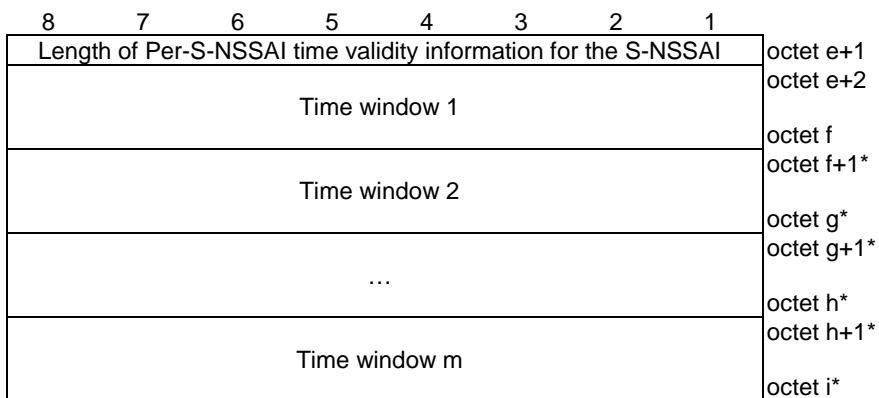 8 7 6 5 4 3 2 1
Length of Per-S-NSSAI time validity information for the S-NSSAI octet e+1
octet e+2
Time window 1
octet f
octet f+1*
Time window 2
octet g*
octet g+1*
…
octet h*
octet h+1*
Time window m
octet i*